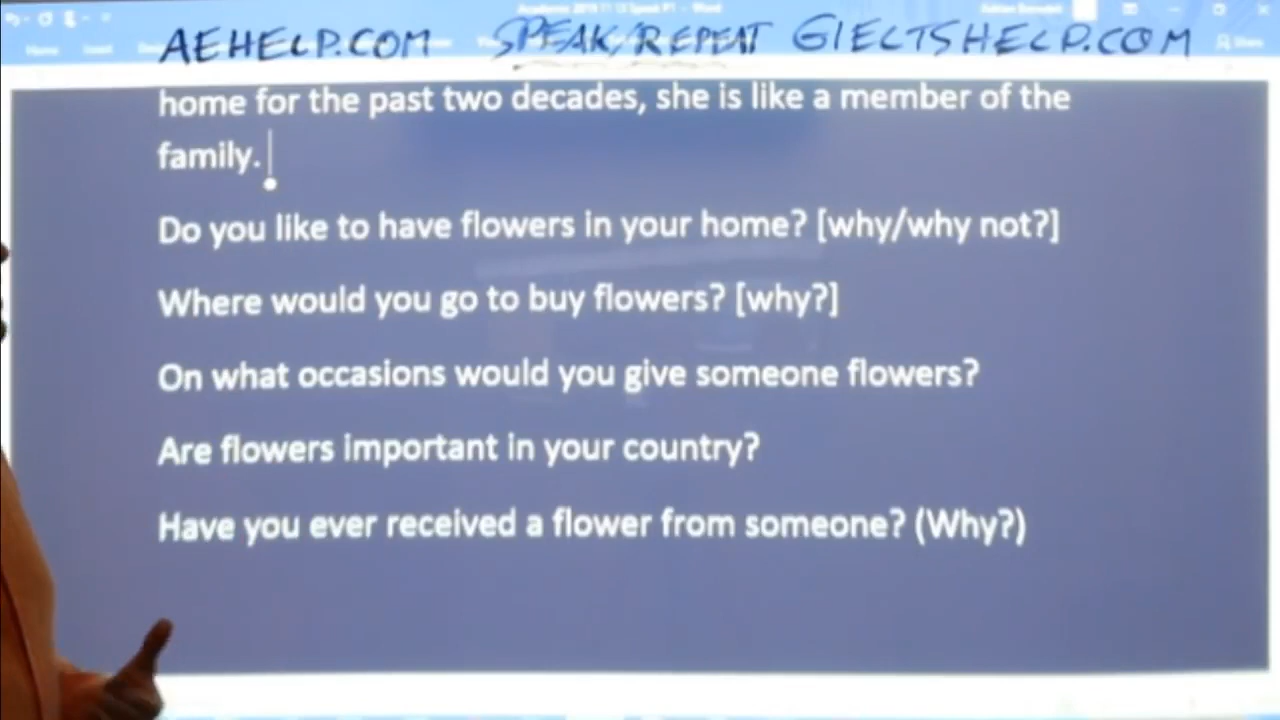 AEHELP.COM SPEAK/REPEAT GIELTSHELP.COM
home for the past two decades, she is like a member of the
family.
Do you like to have flowers in your home? [why/why not?]
Where would you go to buy flowers? [why?]
On what occasions would you give someone flowers?
Are flowers important in your country?
Have you ever received a flower from someone? (Why?)